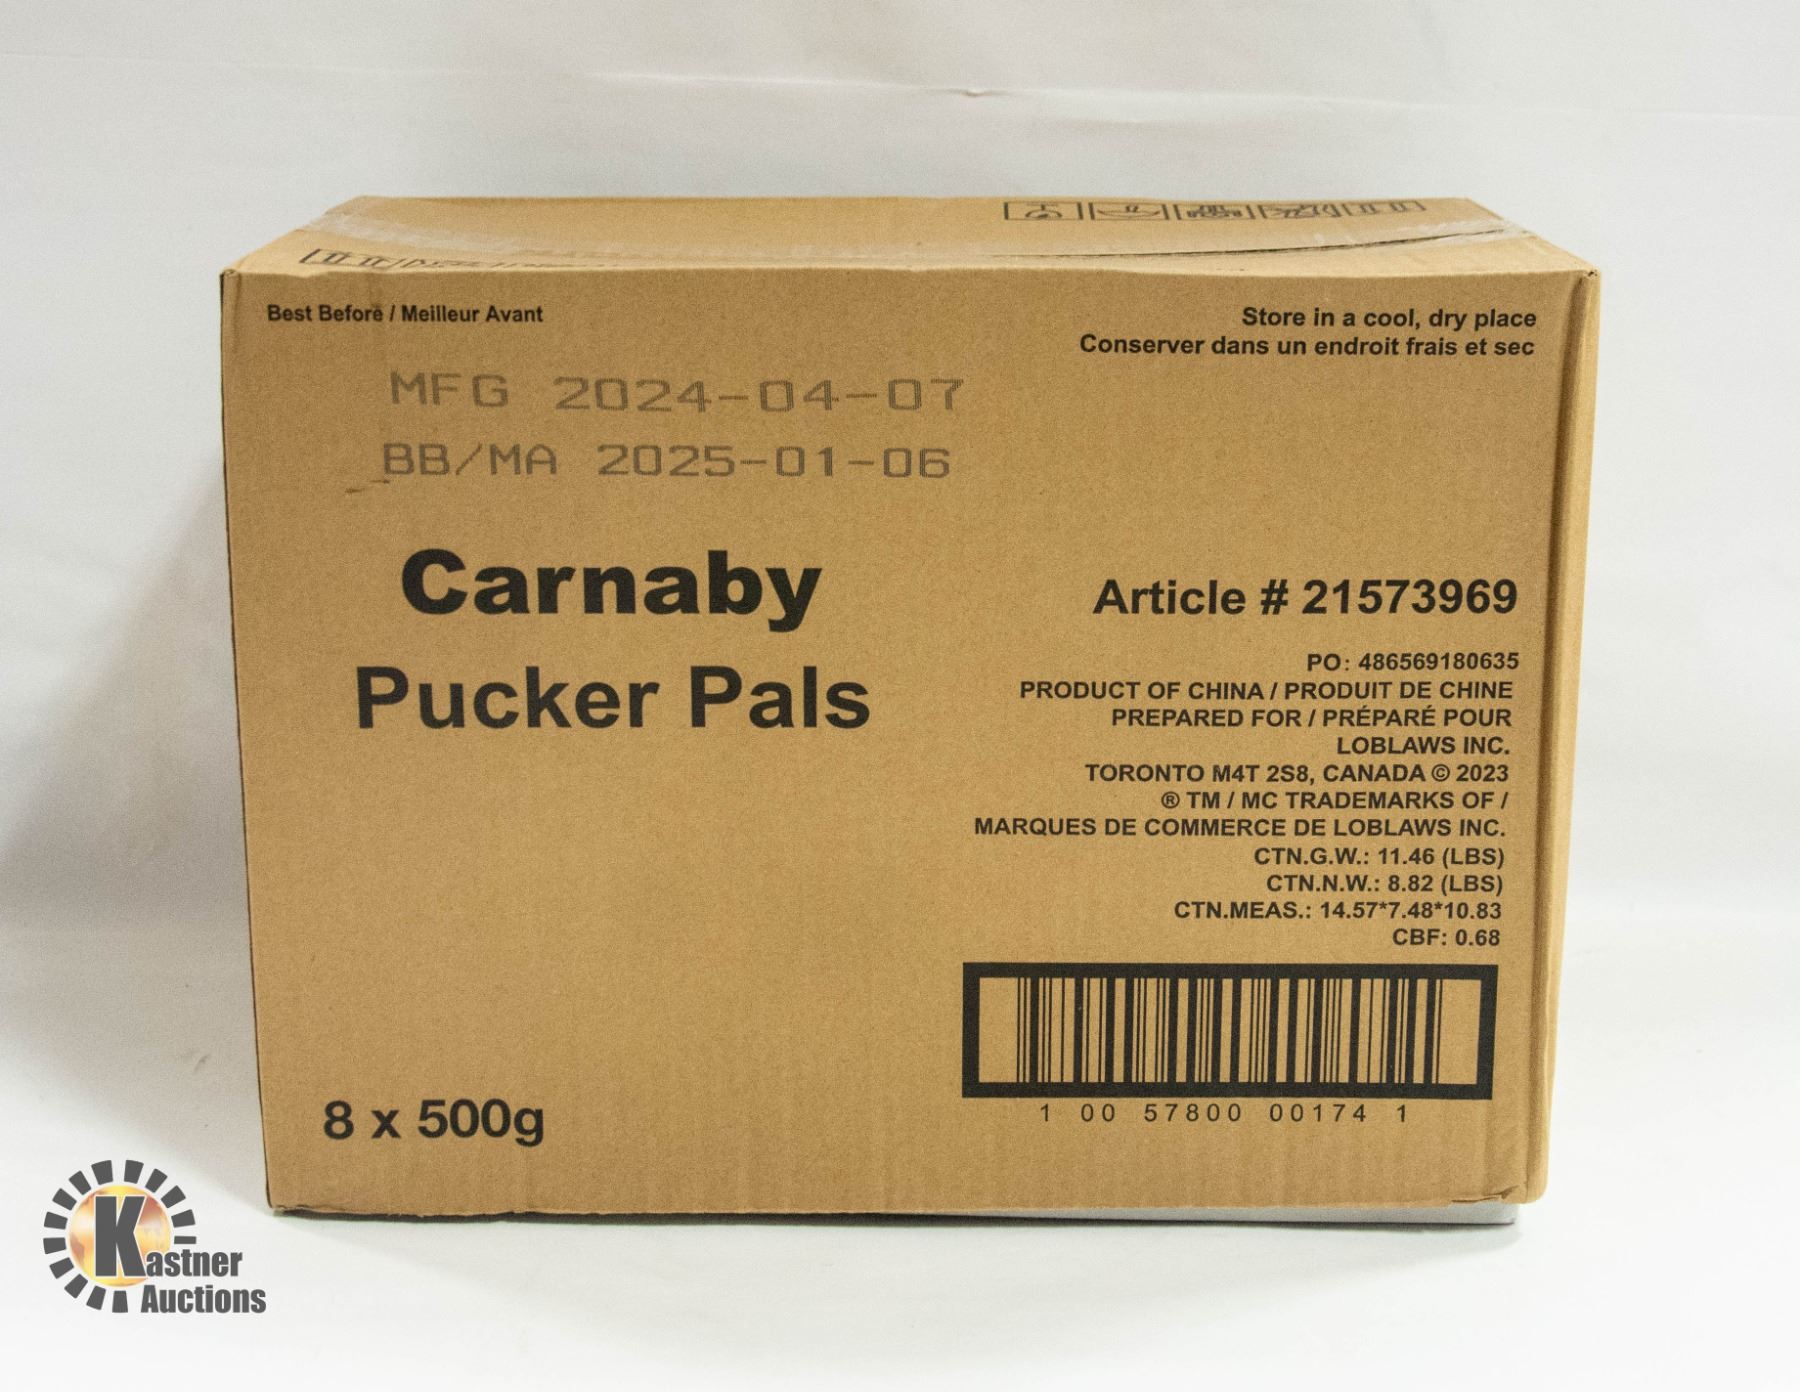 Best Before / Meilleur Avant
Store in a cool, dry place
Conserver dans un endroit frais et sec
MFG 2024-04-07
BB/MA 2025-01-06
Carnaby
Pucker Pals
Article # 21573969
PO: 486569180635
PRODUCT OF CHINA / PRODUIT DE CHINE
PREPARED FOR / PRÉPARÉ POUR
LOBLAWS INC.
TORONTO M4T 2S8, CANADA © 2023
® TM / MC TRADEMARKS OF /
MARQUES DE COMMERCE DE LOBLAWS INC.
CTN.G.W.: 11.46 (LBS)
CTN.N.W.: 8.82 (LBS)
CTN.MEAS.: 14.57*7.48*10.83
CBF: 0.68
1 00 57800 00174 1
8 x 500g
Kastner
Auctions